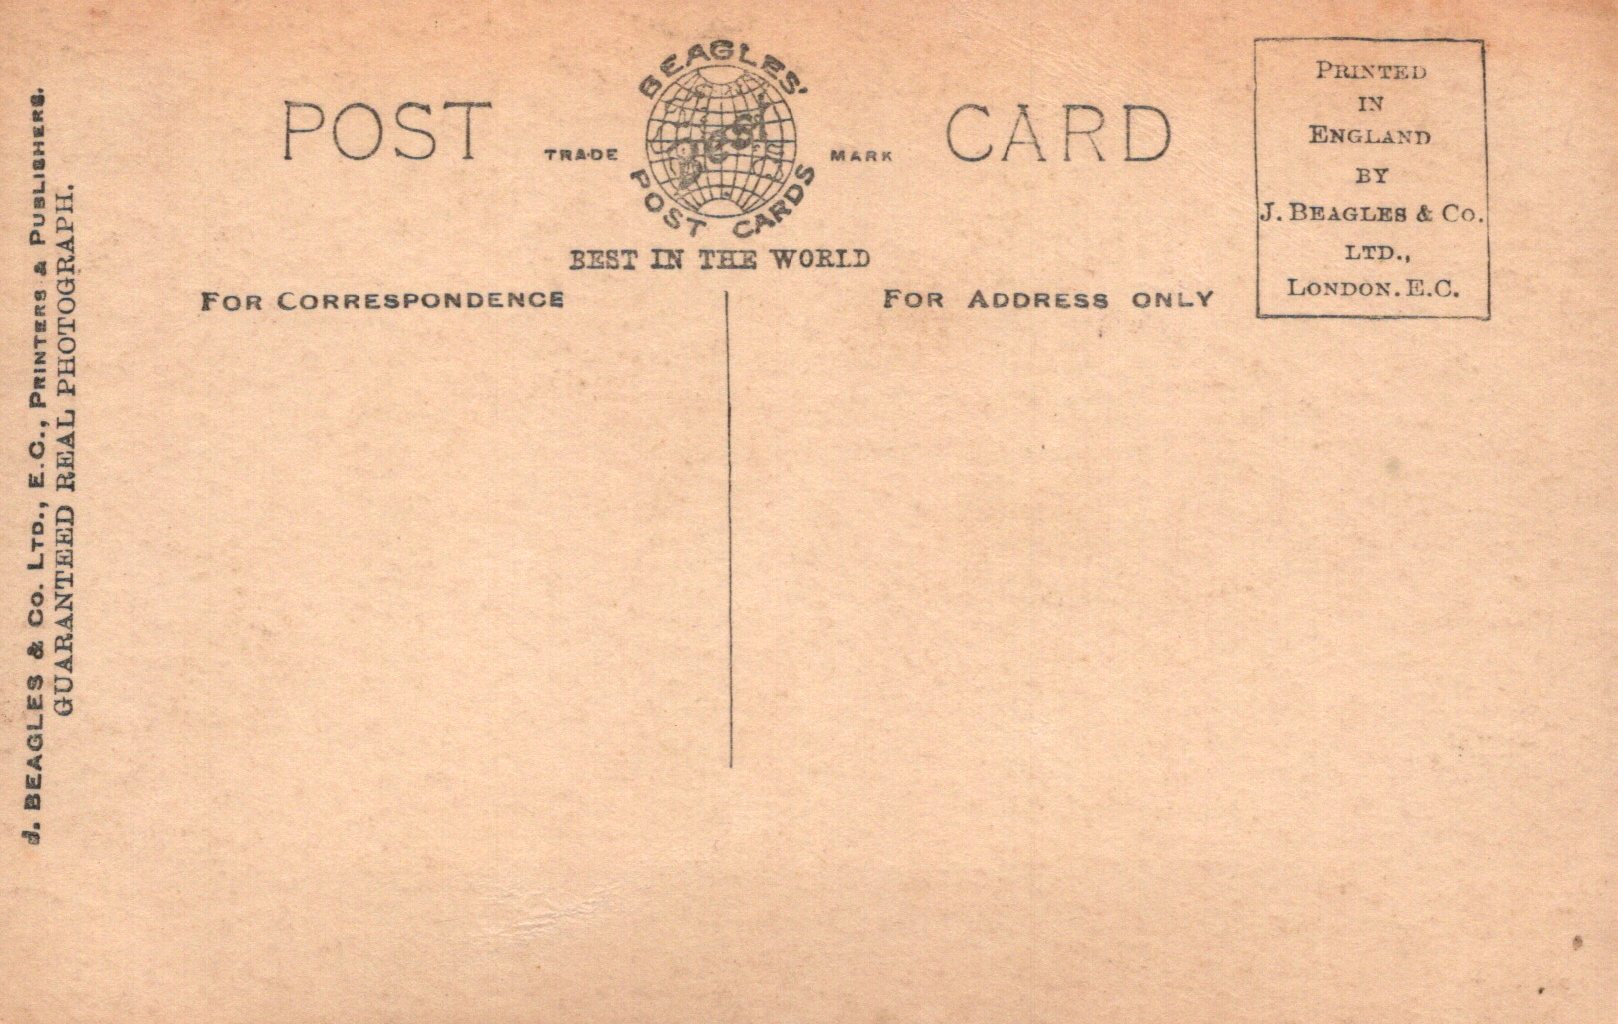 POST CARD
BEAGLES'
Best
POST CARDS
TRADE MARK
BEST IN THE WORLD
FOR CORRESPONDENCE
FOR ADDRESS ONLY
PRINTED
IN
ENGLAND
BY
J. BEAGLES & CO.
LTD.,
LONDON. E.C.
J. BEAGLES & CO. LTD., E.C., PRINTERS & PUBLISHERS.
GUARANTEED REAL PHOTOGRAPH.